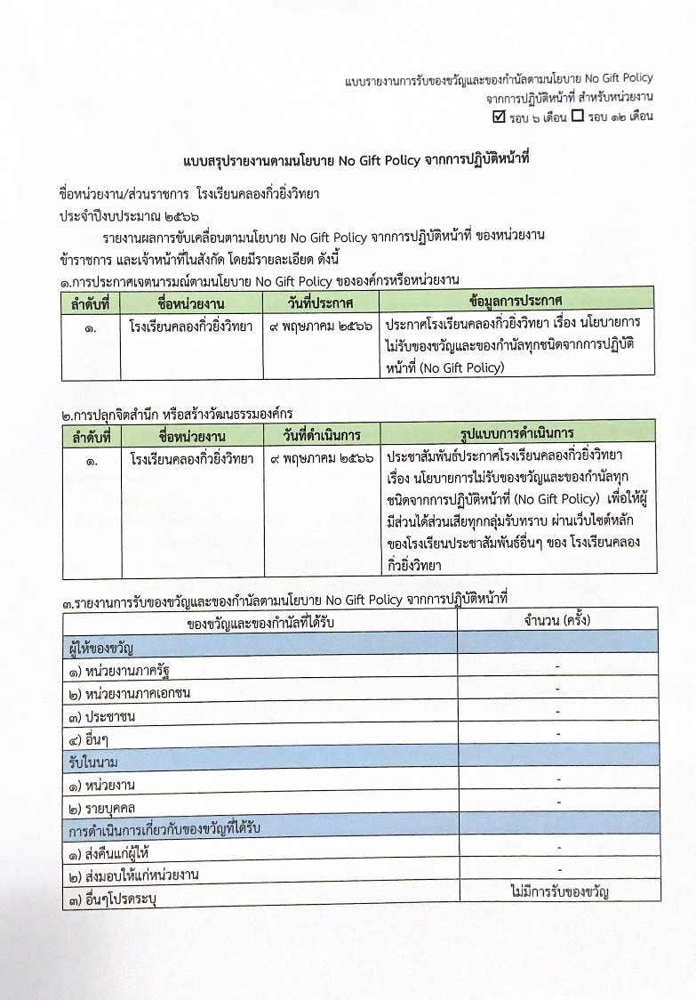 แบบรายงานการรับของขวัญและของกำนัลตามนโยบาย No Gift Policy
จากการปฏิบัติหน้าที่ สำหรับหน่วยงาน
☑ รอบ ๖ เดือน ☐ รอบ ๑๒ เดือน
แบบสรุปรายงานตามนโยบาย No Gift Policy จากการปฏิบัติหน้าที่
ชื่อหน่วยงาน/ส่วนราชการ โรงเรียนคลองกิ่วยิ่งวิทยา
ประจำปีงบประมาณ ๒๕๖๖
รายงานผลการขับเคลื่อนตามนโยบาย No Gift Policy จากการปฏิบัติหน้าที่ ของหน่วยงาน
ข้าราชการ และเจ้าหน้าที่ในสังกัด โดยมีรายละเอียด ดังนี้
๑.การประกาศเจตนารมณ์ตามนโยบาย No Gift Policy ขององค์กรหรือหน่วยงาน
ลำดับที่ ชื่อหน่วยงาน วันที่ประกาศ ข้อมูลการประกาศ
๑. โรงเรียนคลองกิ่วยิ่งวิทยา ๙ พฤษภาคม ๒๕๖๖ ประกาศโรงเรียนคลองกิ่วยิ่งวิทยา เรื่อง นโยบายการ
ไม่รับของขวัญและของกำนัลทุกชนิดจากการปฏิบัติ
หน้าที่ (No Gift Policy)
๒.การปลุกจิตสำนึก หรือสร้างวัฒนธรรมองค์กร
ลำดับที่ ชื่อหน่วยงาน วันที่ดำเนินการ รูปแบบการดำเนินการ
๑. โรงเรียนคลองกิ่วยิ่งวิทยา ๙ พฤษภาคม ๒๕๖๖ ประชาสัมพันธ์ประกาศโรงเรียนคลองกิ่วยิ่งวิทยา
เรื่อง นโยบายการไม่รับของขวัญและของกำนัลทุก
ชนิดจากการปฏิบัติหน้าที่ (No Gift Policy) เพื่อให้ผู้
มีส่วนได้ส่วนเสียทุกกลุ่มรับทราบ ผ่านเว็บไซต์หลัก
ของโรงเรียนประชาสัมพันธ์อื่นๆ ของ โรงเรียนคลอง
กิ่วยิ่งวิทยา
๓.รายงานการรับของขวัญและของกำนัลตามนโยบาย No Gift Policy จากการปฏิบัติหน้าที่
ของขวัญและของกำนัลที่ได้รับ จำนวน (ครั้ง)
ผู้ให้ของขวัญ
๑) หน่วยงานภาครัฐ -
๒) หน่วยงานภาคเอกชน -
๓) ประชาชน -
๔) อื่นๆ -
รับในนาม
๑) หน่วยงาน -
๒) รายบุคคล -
การดำเนินการเกี่ยวกับของขวัญที่ได้รับ
๑) ส่งคืนแก่ผู้ให้ -
๒) ส่งมอบให้แก่หน่วยงาน -
๓) อื่นๆโปรดระบุ ไม่มีการรับของขวัญ